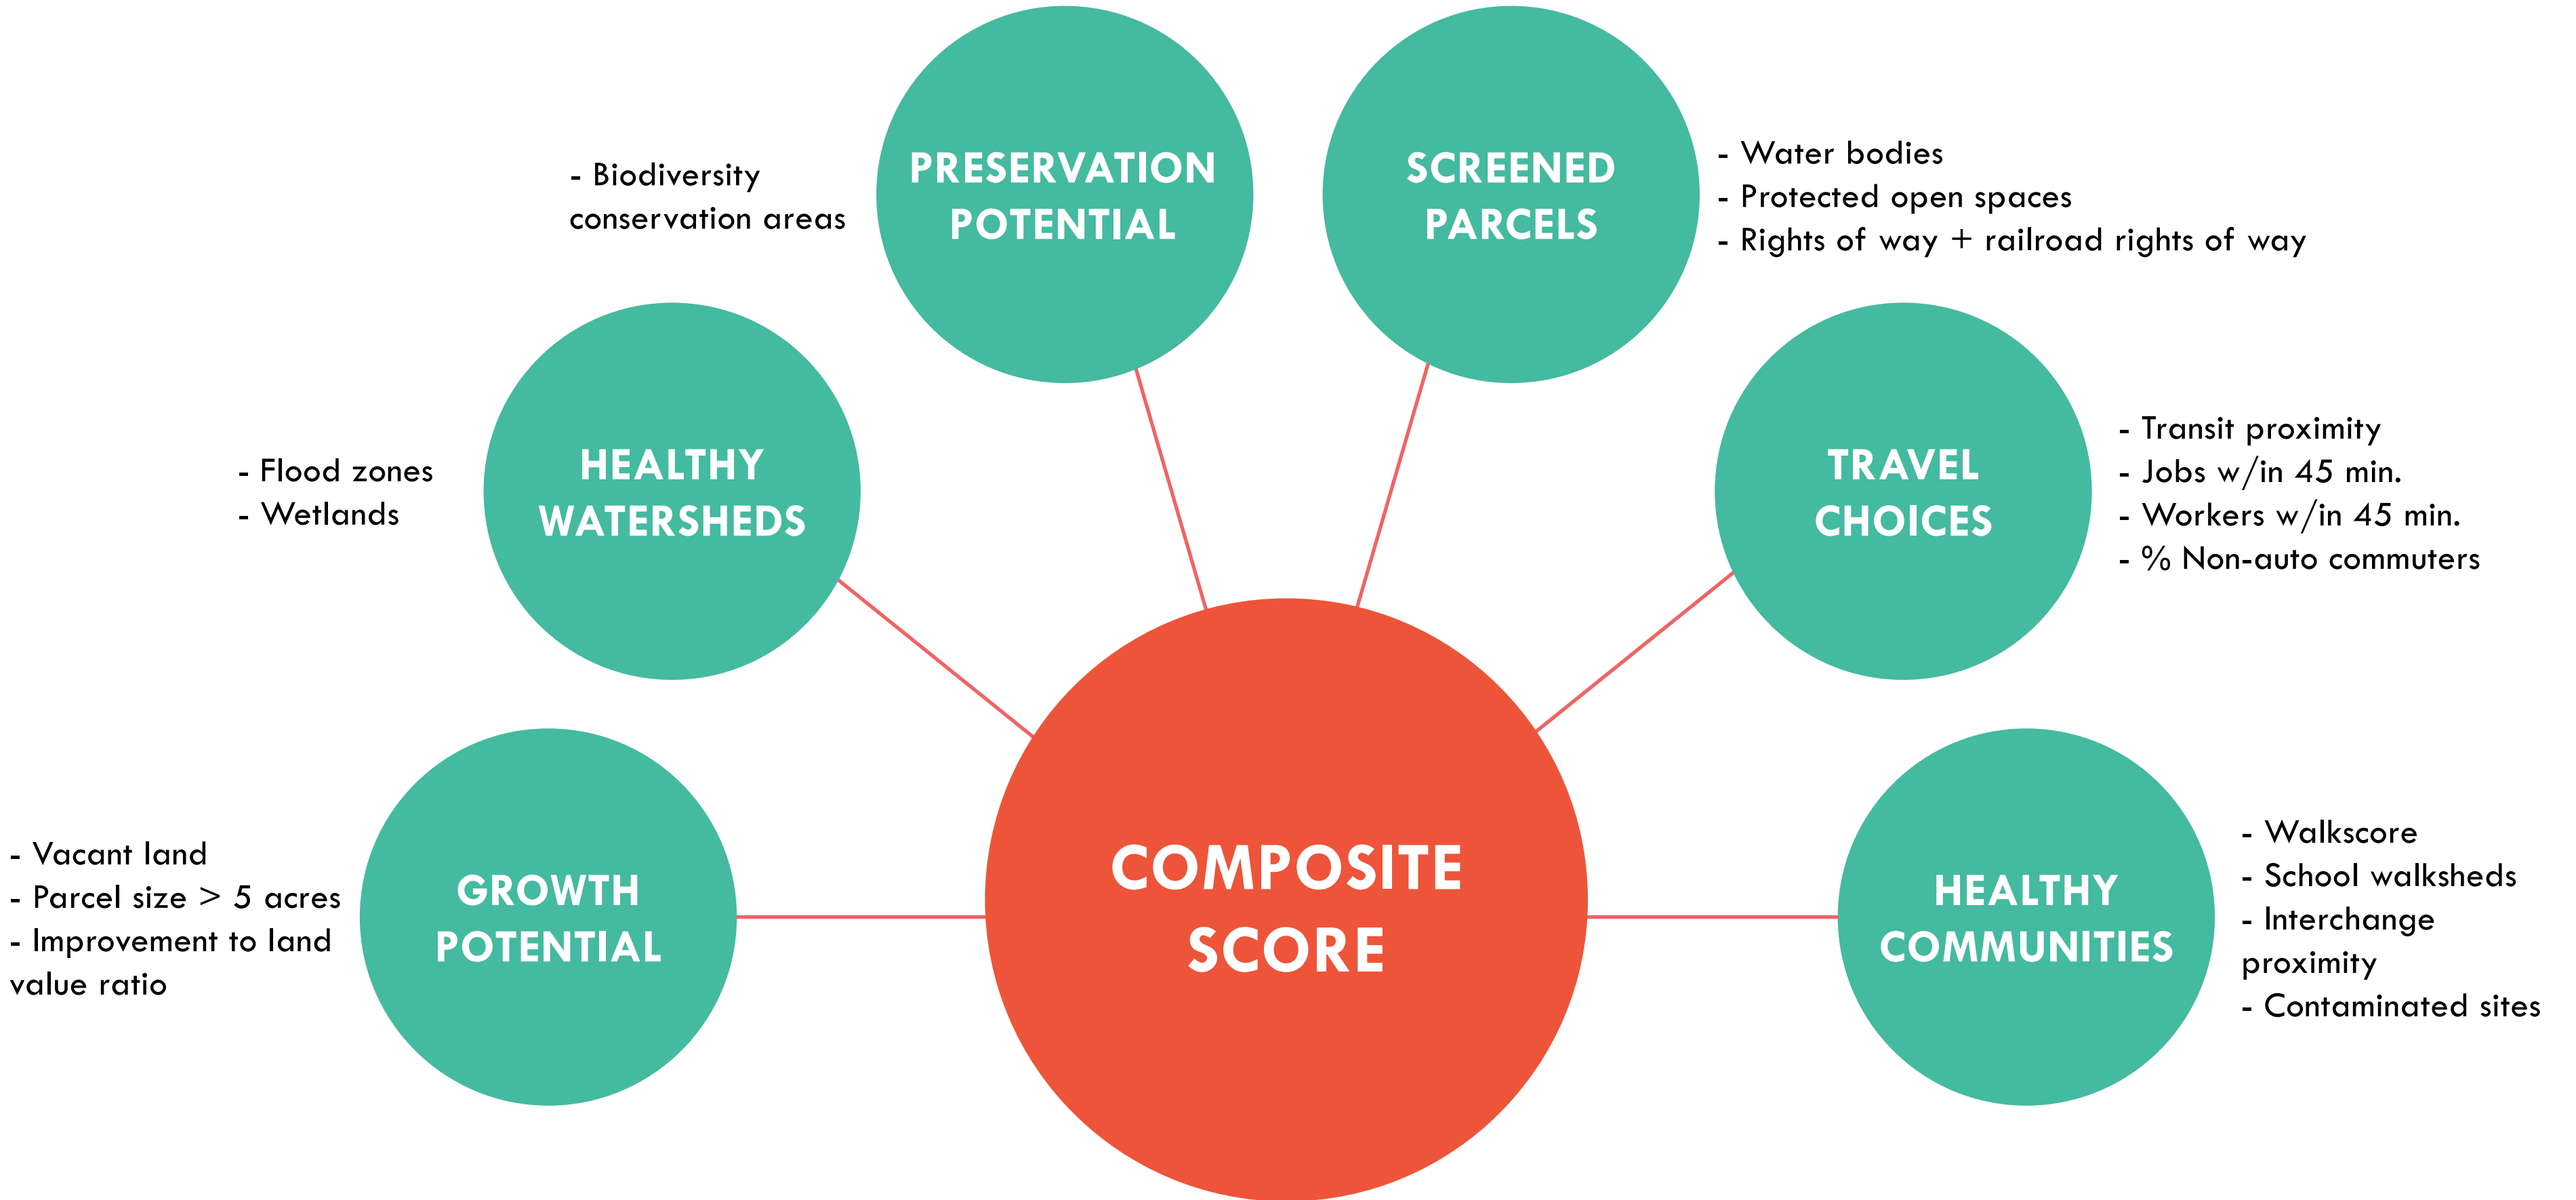 - Biodiversity
conservation areas
PRESERVATION
POTENTIAL
SCREENED
PARCELS
- Water bodies
- Protected open spaces
- Rights of way + railroad rights of way
- Flood zones
- Wetlands
HEALTHY
WATERSHEDS
TRAVEL
CHOICES
- Transit proximity
- Jobs w/in 45 min.
- Workers w/in 45 min.
- % Non-auto commuters
- Vacant land
- Parcel size > 5 acres
- Improvement to land
value ratio
GROWTH
POTENTIAL
COMPOSITE
SCORE
HEALTHY
COMMUNITIES
- Walkscore
- School walksheds
- Interchange
proximity
- Contaminated sites